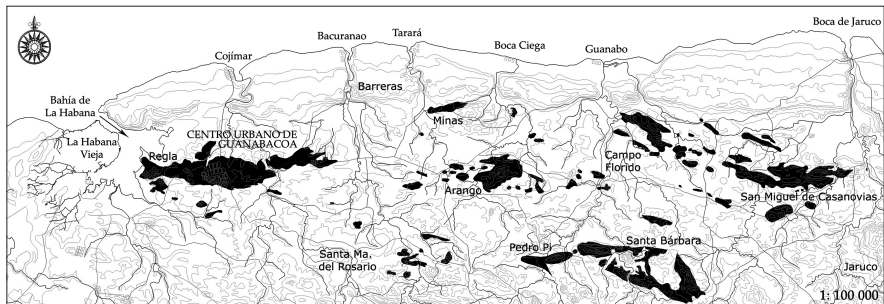 Boca de Jaruco
Tarará
Bacuranao
Boca Ciega
Guanabo
Cojímar
Barreras
Bahía de
La Habana
Minas
CENTRO URBANO DE
GUANABACOA
La Habana
Vieja
Regla
Campo
Florido
Arango
San Miguel de Casanovias
Pedro Pi
Santa Bárbara
Santa Ma.
del Rosario
Jaruco
1: 100 000